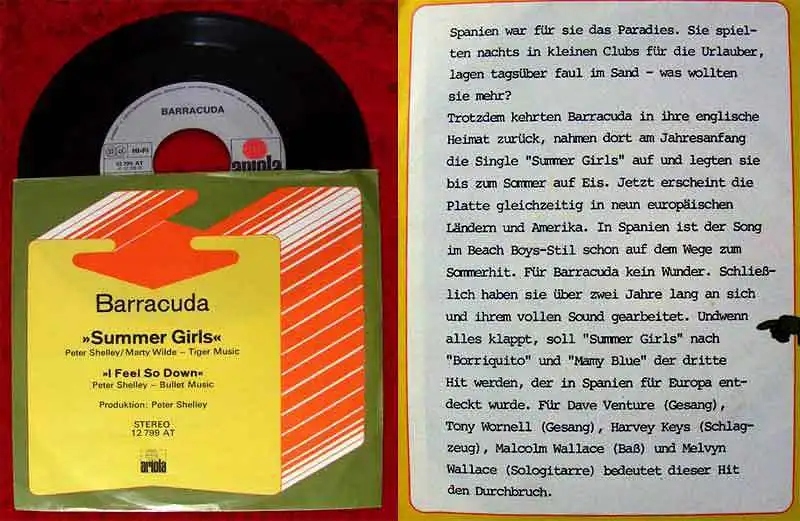 BARRACUDA
HI-FI
12 799 AT
ariola
Barracuda
»Summer Girls«
Peter Shelley/Marty Wilde – Tiger Music
»I Feel So Down«
Peter Shelley – Bullet Music
Produktion: Peter Shelley
STEREO
12 799 AT
ariola
Spanien war für sie das Paradies. Sie spiel-
ten nachts in kleinen Clubs für die Urlauber,
lagen tagsüber faul im Sand - was wollten
sie mehr?
Trotzdem kehrten Barracuda in ihre englische
Heimat zurück, nahmen dort am Jahresanfang
die Single "Summer Girls" auf und legten sie
bis zum Sommer auf Eis. Jetzt erscheint die
Platte gleichzeitig in neun europäischen
Ländern und Amerika. In Spanien ist der Song
im Beach Boys-Stil schon auf dem Wege zum
Sommerhit. Für Barracuda kein Wunder. Schließ-
lich haben sie über zwei Jahre lang an sich
und ihrem vollen Sound gearbeitet. Undwenn
alles klappt, soll "Summer Girls" nach
"Borriquito" und "Mamy Blue" der dritte
Hit werden, der in Spanien für Europa ent-
deckt wurde. Für Dave Venture (Gesang),
Tony Wornell (Gesang), Harvey Keys (Schlag-
zeug), Malcolm Wallace (Baß) und Melvyn
Wallace (Sologitarre) bedeutet dieser Hit
den Durchbruch.